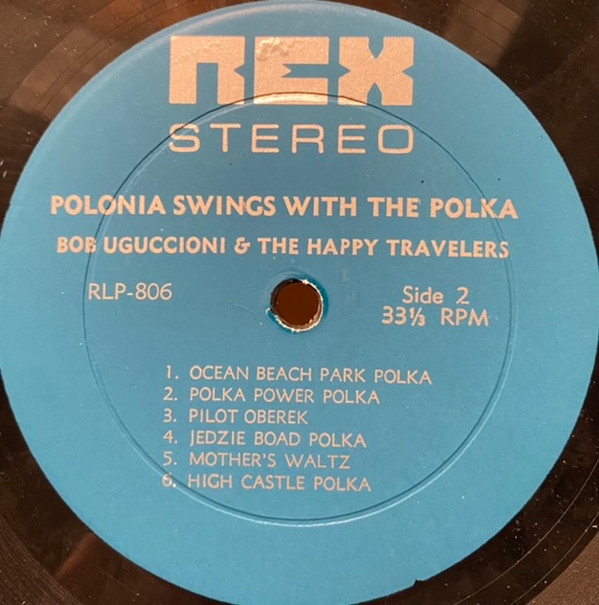 REX
STEREO
POLONIA SWINGS WITH THE POLKA
BOB UGUCCIONI & THE HAPPY TRAVELERS
RLP-806
Side 2
33⅓ RPM
1. OCEAN BEACH PARK POLKA
2. POLKA POWER POLKA
3. PILOT OBEREK
4. JEDZIE BOAD POLKA
5. MOTHER'S WALTZ
6. HIGH CASTLE POLKA